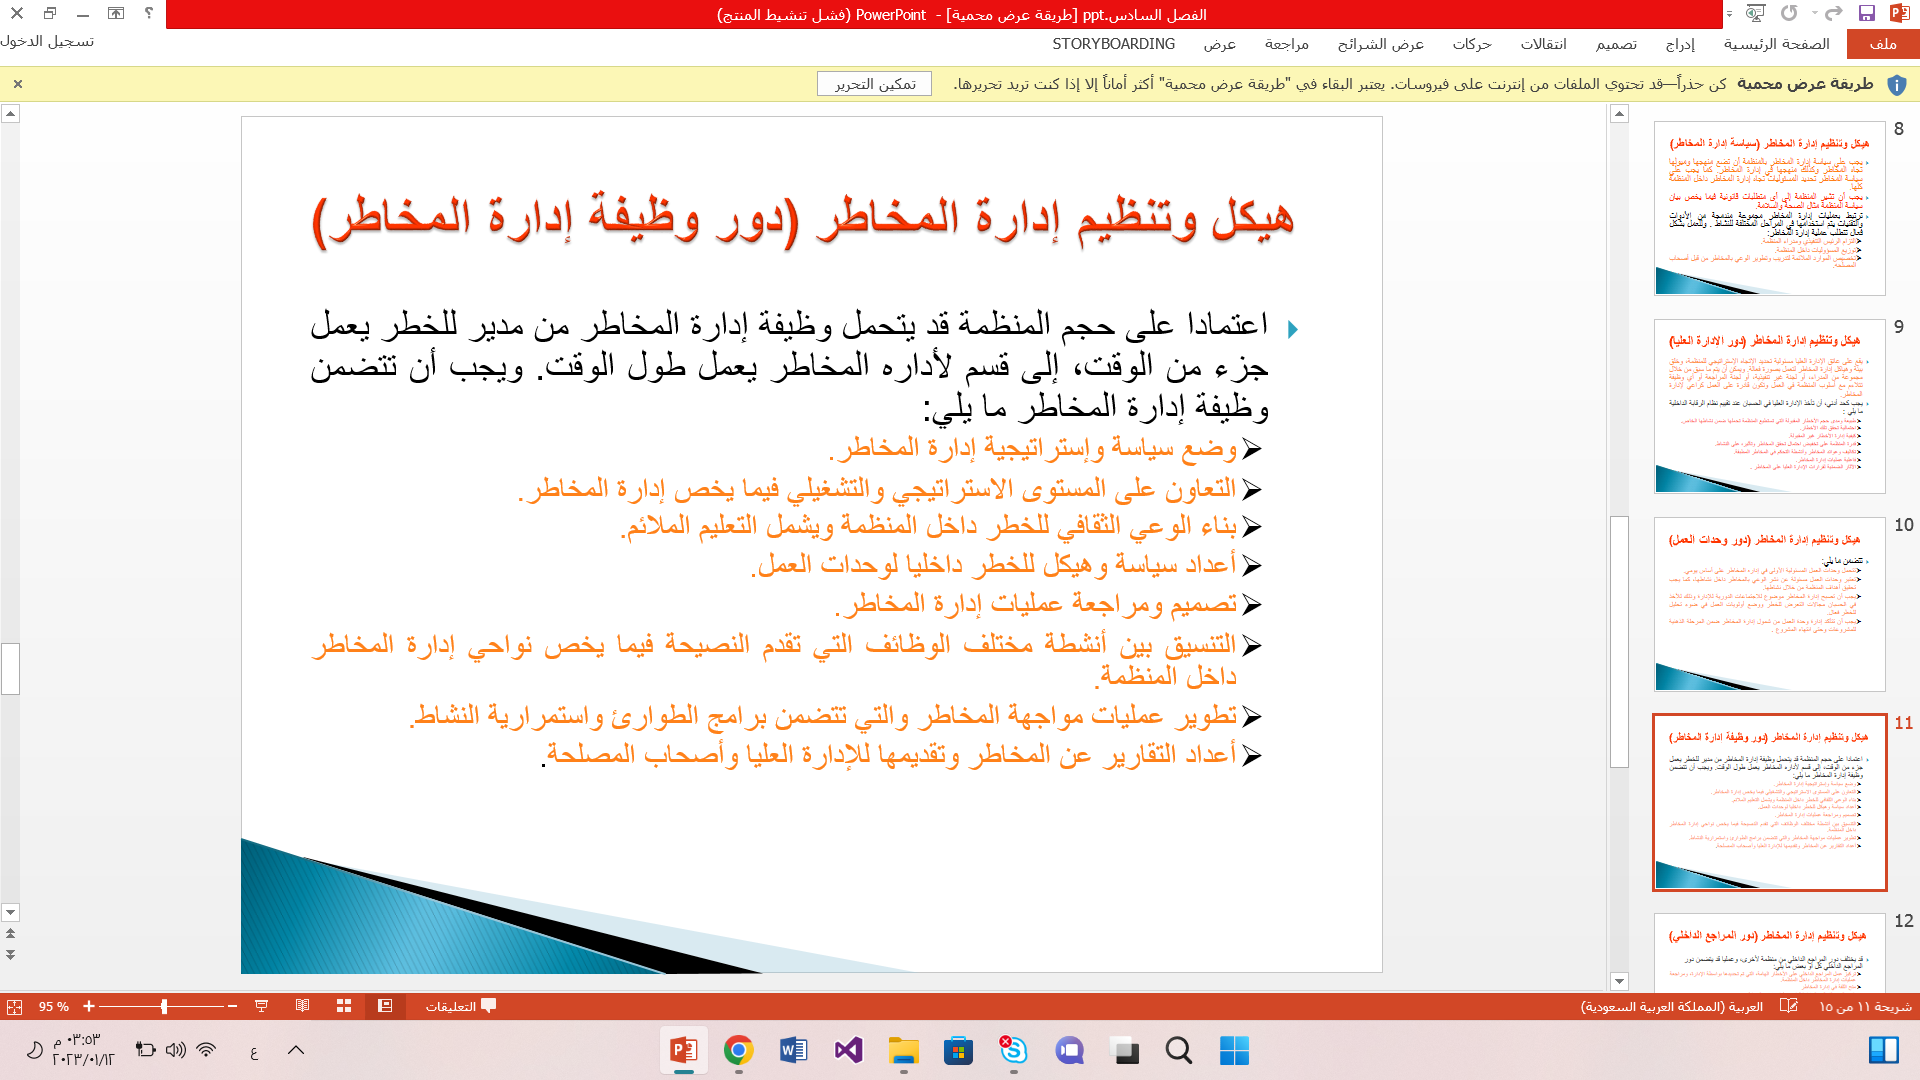 الفصل السادس.ppt [طريقة عرض محمية] - PowerPoint (فشل تنشيط المنتج)
ملف
الصفحة الرئيسية
إدراج
تصميم
انتقالات
حركات
عرض الشرائح
مراجعة
عرض
STORYBOARDING
تسجيل الدخول
طريقة عرض محمية كن حذراً—قد تحتوي الملفات من إنترنت على فيروسات. يعتبر البقاء في "طريقة عرض محمية" أكثر أماناً إلا إذا كنت تريد تحريرها.
تمكين التحرير
هيكل وتنظيم إدارة المخاطر (دور وظيفة إدارة المخاطر)
اعتمادا على حجم المنظمة قد يتحمل وظيفة إدارة المخاطر من مدير للخطر يعمل
جزء من الوقت، إلى قسم لأداره المخاطر يعمل طول الوقت. ويجب أن تتضمن
وظيفة إدارة المخاطر ما يلي:
وضع سياسة وإستراتيجية إدارة المخاطر.
التعاون على المستوى الاستراتيجي والتشغيلي فيما يخص إدارة المخاطر.
بناء الوعي الثقافي للخطر داخل المنظمة ويشمل التعليم الملائم.
أعداد سياسة وهيكل للخطر داخليا لوحدات العمل.
تصميم ومراجعة عمليات إدارة المخاطر.
التنسيق بين أنشطة مختلف الوظائف التي تقدم النصيحة فيما يخص نواحي إدارة المخاطر
داخل المنظمة.
تطوير عمليات مواجهة المخاطر والتي تتضمن برامج الطوارئ واستمرارية النشاط.
أعداد التقارير عن المخاطر وتقديمها للإدارة العليا وأصحاب المصلحة.
8
هيكل وتنظيم إدارة المخاطر (سياسة إدارة المخاطر)
9
هيكل وتنظيم ادارة المخاطر (دور الادارة العليا)
10
هيكل وتنظيم إدارة المخاطر (دور وحدات العمل)
تتضمن ما يلي:
11
هيكل وتنظيم إدارة المخاطر (دور وظيفة إدارة المخاطر)
12
هيكل وتنظيم إدارة المخاطر (دور المراجع الداخلي)
شريحة ١١ من ١٥
العربية (المملكة العربية السعودية)
التعليقات
95 %
ع
٠٣:٥٣ م
٢٠٢٣/٠١/١٢